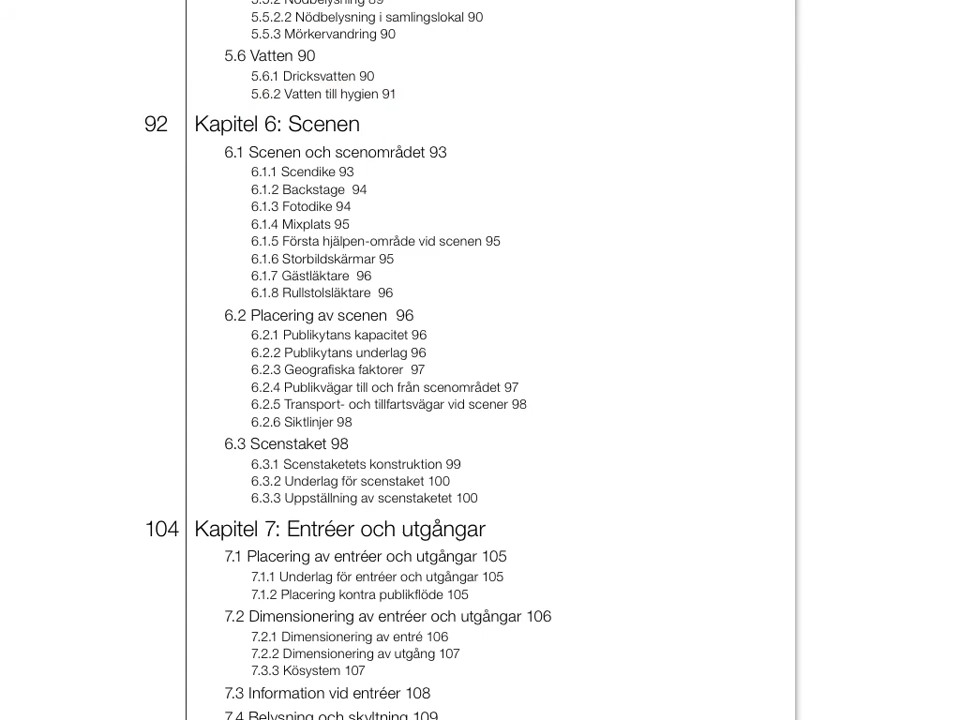 5.5.2 Nödbelysning 89
5.5.2.2 Nödbelysning i samlingslokal 90
5.5.3 Mörkervandring 90
5.6 Vatten 90
5.6.1 Dricksvatten 90
5.6.2 Vatten till hygien 91
92 Kapitel 6: Scenen
6.1 Scenen och scenområdet 93
6.1.1 Scendike 93
6.1.2 Backstage 94
6.1.3 Fotodike 94
6.1.4 Mixplats 95
6.1.5 Första hjälpen-område vid scenen 95
6.1.6 Storbildskärmar 95
6.1.7 Gästläktare 96
6.1.8 Rullstolsläktare 96
6.2 Placering av scenen 96
6.2.1 Publikytans kapacitet 96
6.2.2 Publikytans underlag 96
6.2.3 Geografiska faktorer 97
6.2.4 Publikvägar till och från scenområdet 97
6.2.5 Transport- och tillfartsvägar vid scener 98
6.2.6 Siktlinjer 98
6.3 Scenstaket 98
6.3.1 Scenstaketets konstruktion 99
6.3.2 Underlag för scenstaket 100
6.3.3 Uppställning av scenstaketet 100
104 Kapitel 7: Entréer och utgångar
7.1 Placering av entréer och utgångar 105
7.1.1 Underlag för entréer och utgångar 105
7.1.2 Placering kontra publikflöde 105
7.2 Dimensionering av entréer och utgångar 106
7.2.1 Dimensionering av entré 106
7.2.2 Dimensionering av utgång 107
7.3.3 Kösystem 107
7.3 Information vid entréer 108
7.4 Belysning och skyltning 109